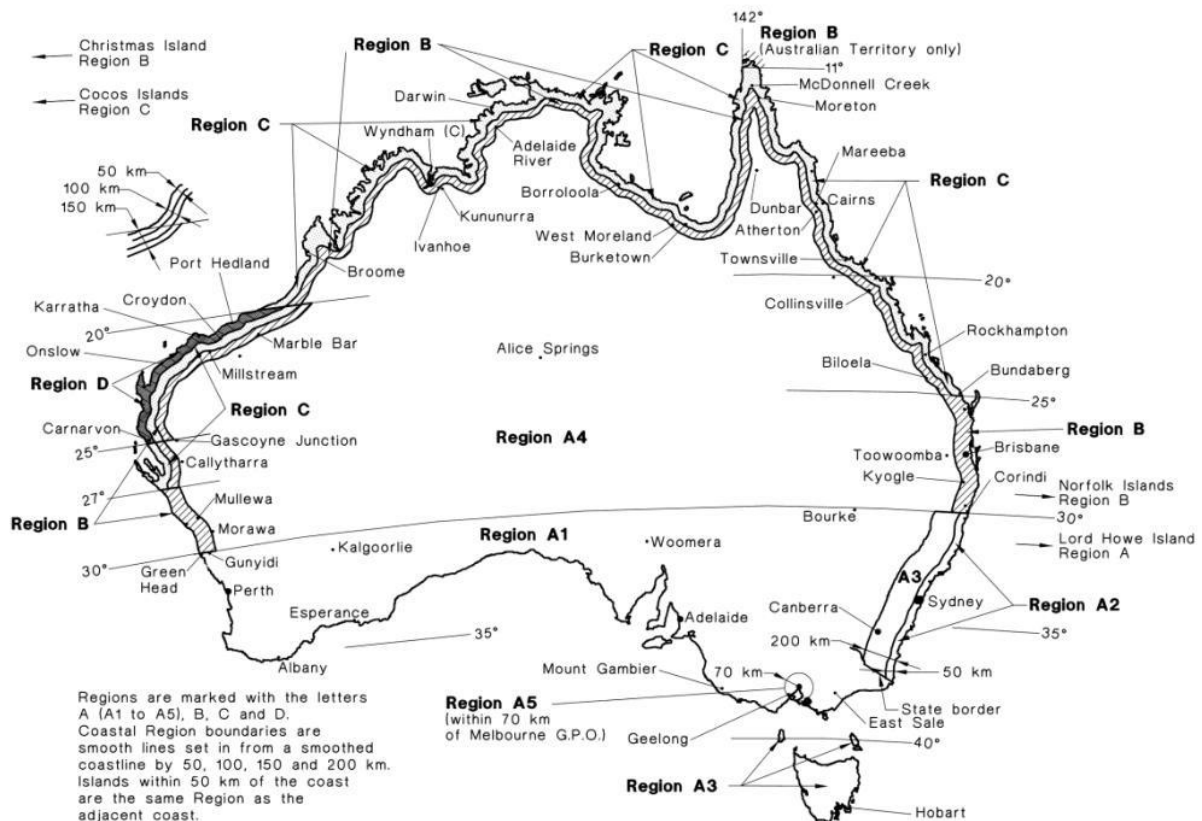 142°
Region B
(Australian Territory only)
Christmas Island
Region B
Region B
Region C
11°
McDonnell Creek
Cocos Islands
Region C
Darwin
Moreton
Region C
Wyndham (C)
Adelaide
River
Mareeba
50 km
100 km
150 km
Borroloola
Region C
Cairns
Kununurra
Dunbar
Atherton
Ivanhoe
West Moreland
Burketown
Townsville
Port Hedland
Broome
20°
Croydon
Karratha
Collinsville
20°
Onslow
Marble Bar
Alice Springs
Rockhampton
Millstream
Biloela
Bundaberg
Region D
Region C
25°
Carnarvon
Region A4
Region B
Gascoyne Junction
25°
Callytharra
Toowoomba
Brisbane
Kyogle
Corindi
27°
Mullewa
Norfolk Islands
Region B
Region B
Morawa
Bourke
30°
Region A1
Gunyidi
Kalgoorlie
Woomera
Lord Howe Island
Region A
30°
Green
Head
A3
Perth
Sydney
Region A2
Esperance
Adelaide
Canberra
35°
35°
200 km
Albany
Mount Gambier
70 km
50 km
Regions are marked with the letters
A (A1 to A5), B, C and D.
Coastal Region boundaries are
smooth lines set in from a smoothed
coastline by 50, 100, 150 and 200 km.
Islands within 50 km of the coast
are the same Region as the
adjacent coast.
Region A5
(within 70 km
of Melbourne G.P.O.)
State border
East Sale
Geelong
40°
Region A3
Hobart